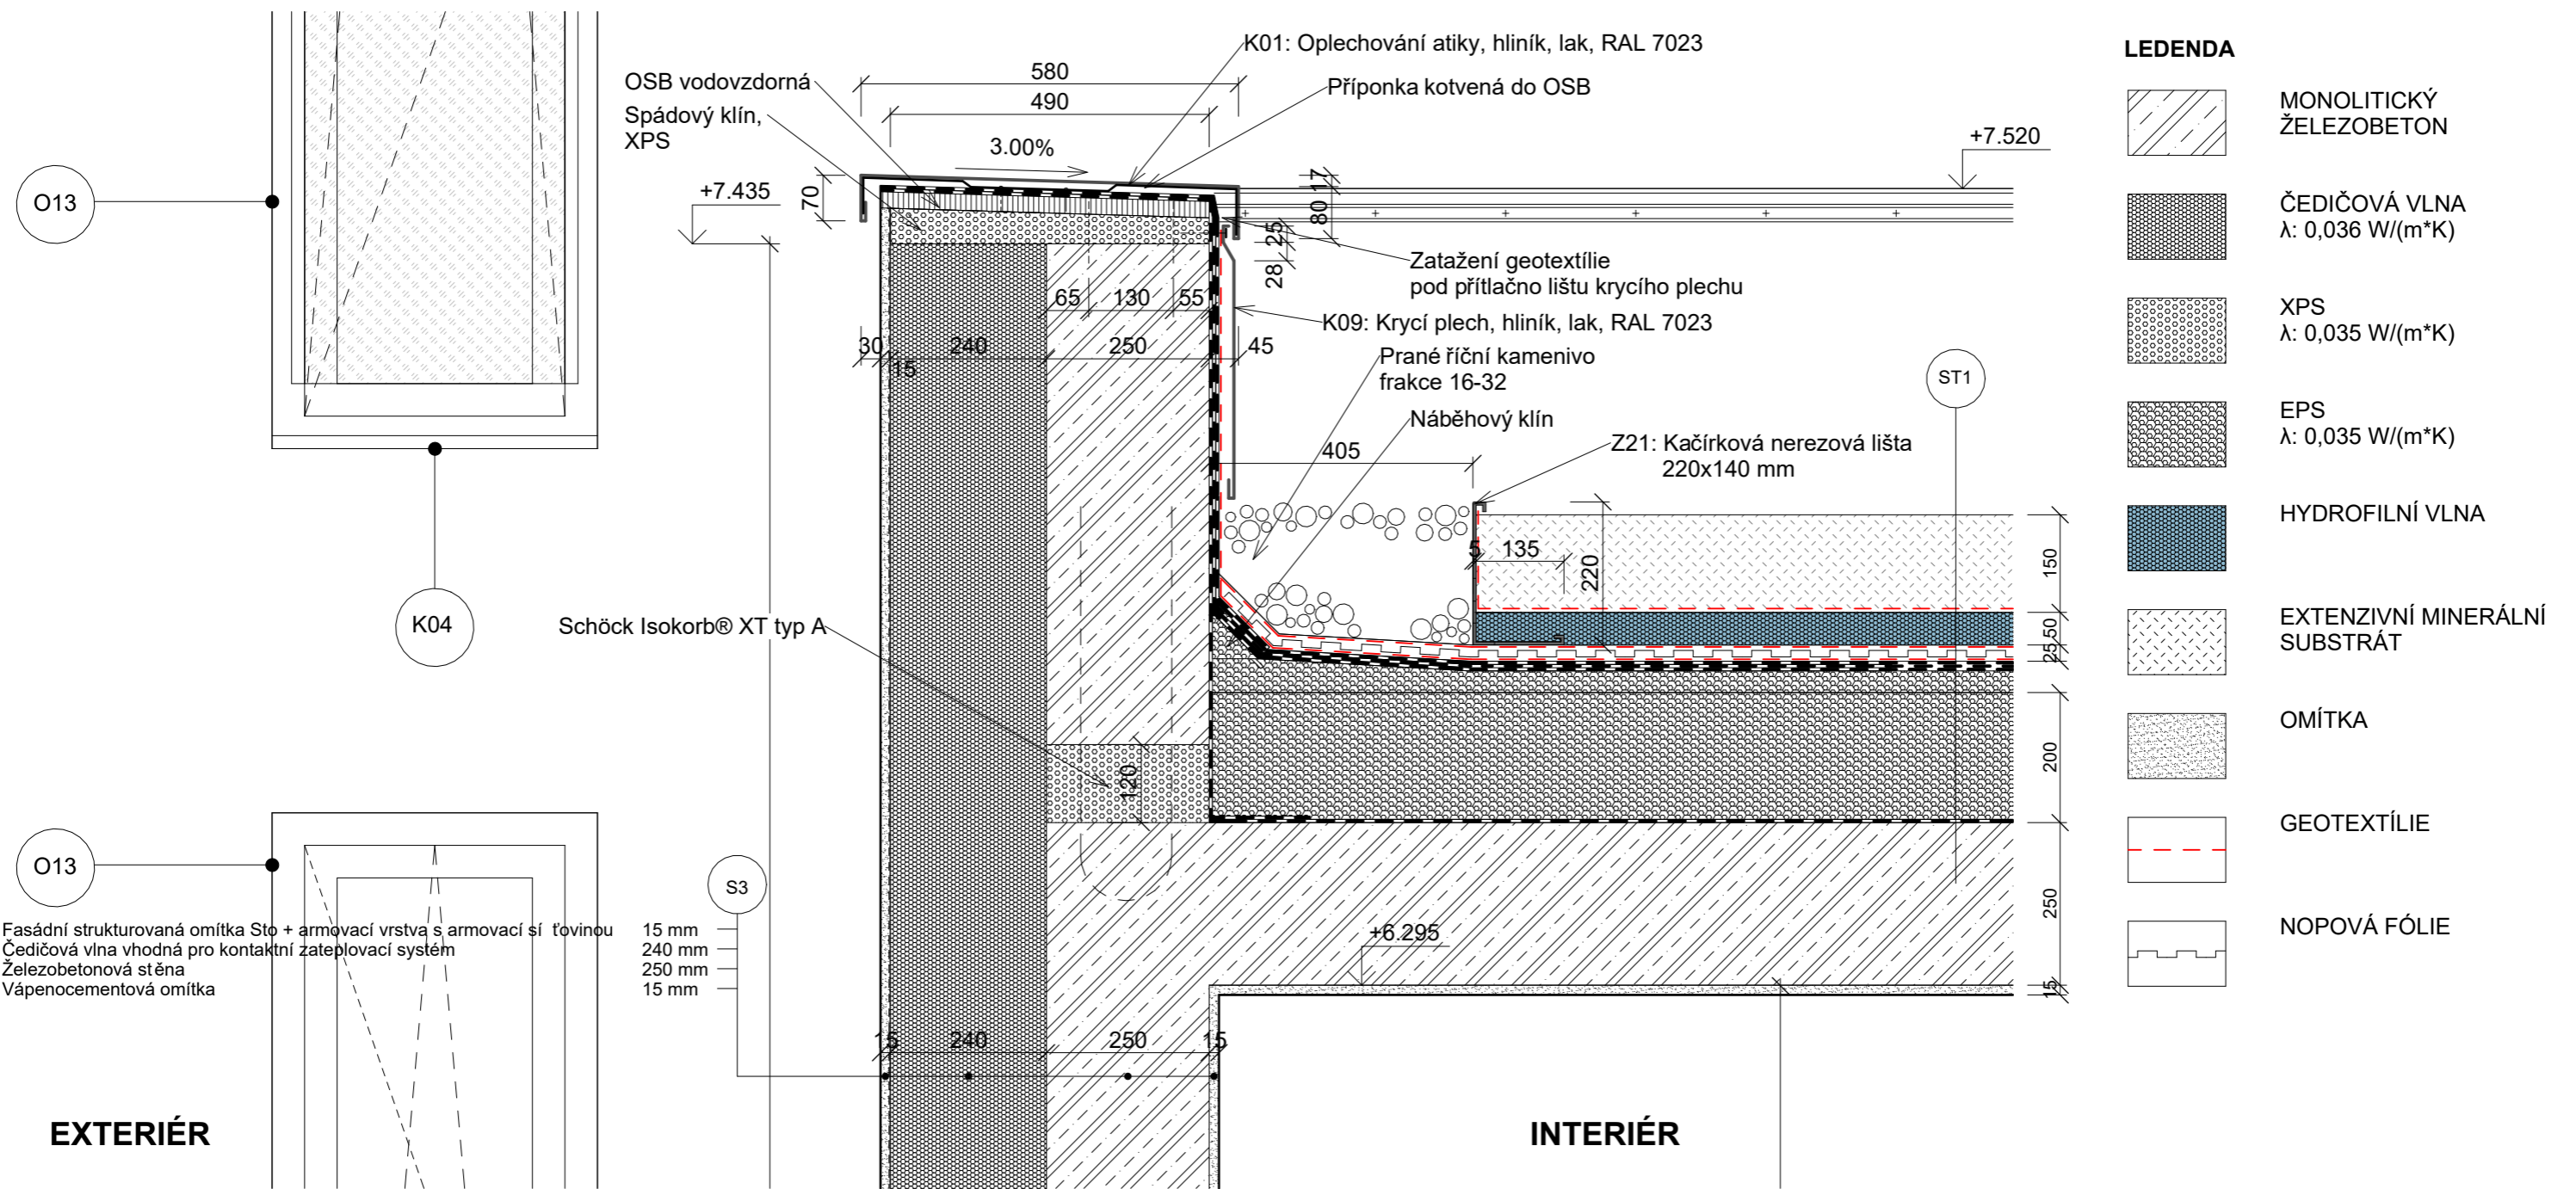 O13
K04
O13
Fasádní strukturovaná omítka Sto + armovací vrstva s armovací sí ťovinou 15 mm
Čedičová vlna vhodná pro kontaktní zateplovací systém 240 mm
Železobetonová stěna 250 mm
Vápenocementová omítka 15 mm
EXTERIÉR
OSB vodovzdorná
Spádový klín,
XPS
580
490
3.00%
K01: Oplechování atiky, hliník, lak, RAL 7023
Příponka kotvená do OSB
+7.520
+7.435
70
17
80
25
28
Zatažení geotextílie
pod přítlačno lištu krycího plechu
65
130
55
K09: Krycí plech, hliník, lak, RAL 7023
30
240
250
45
15
Prané říční kamenivo
frakce 16-32
Náběhový klín
ST1
405
Z21: Kačírková nerezová lišta
220x140 mm
5
135
220
150
50
25
200
250
15
Schöck Isokorb® XT typ A
120
S3
+6.295
15
240
250
15
INTERIÉR
LEDENDA
MONOLITICKÝ
ŽELEZOBETON
ČEDIČOVÁ VLNA
λ: 0,036 W/(m*K)
XPS
λ: 0,035 W/(m*K)
EPS
λ: 0,035 W/(m*K)
HYDROFILNÍ VLNA
EXTENZIVNÍ MINERÁLNÍ
SUBSTRÁT
OMÍTKA
GEOTEXTÍLIE
NOPOVÁ FÓLIE